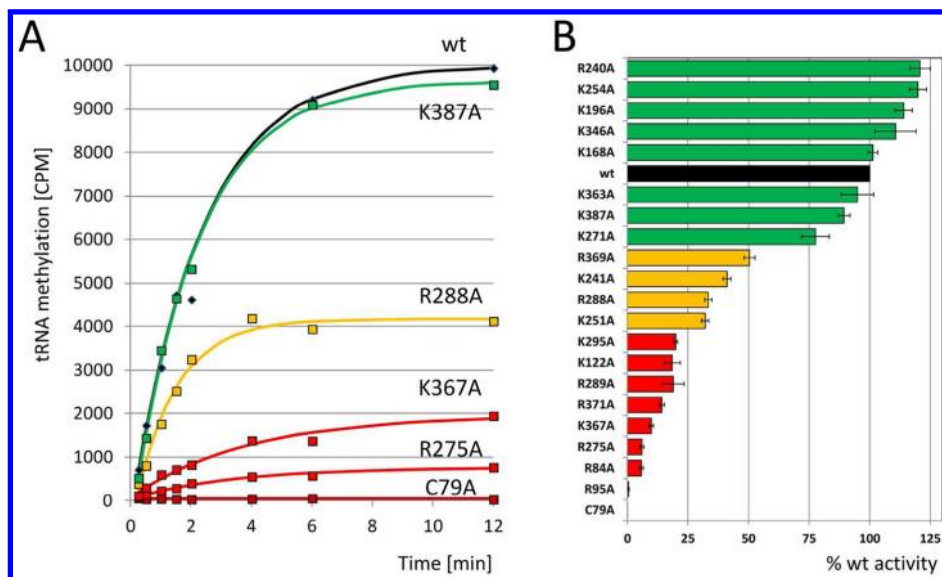 A
wt
10000
9000
K387A
8000
7000
6000
5000
R288A
4000
3000
K367A
2000
R275A
1000
C79A
0
tRNA methylation [CPM]
0 2 4 6 8 10 12
Time [min]
B
R240A
K254A
K196A
K346A
K168A
wt
K363A
K387A
K271A
R369A
K241A
R288A
K251A
K295A
K122A
R289A
R371A
K367A
R275A
R84A
R95A
C79A
0 25 50 75 100 125
% wt activity